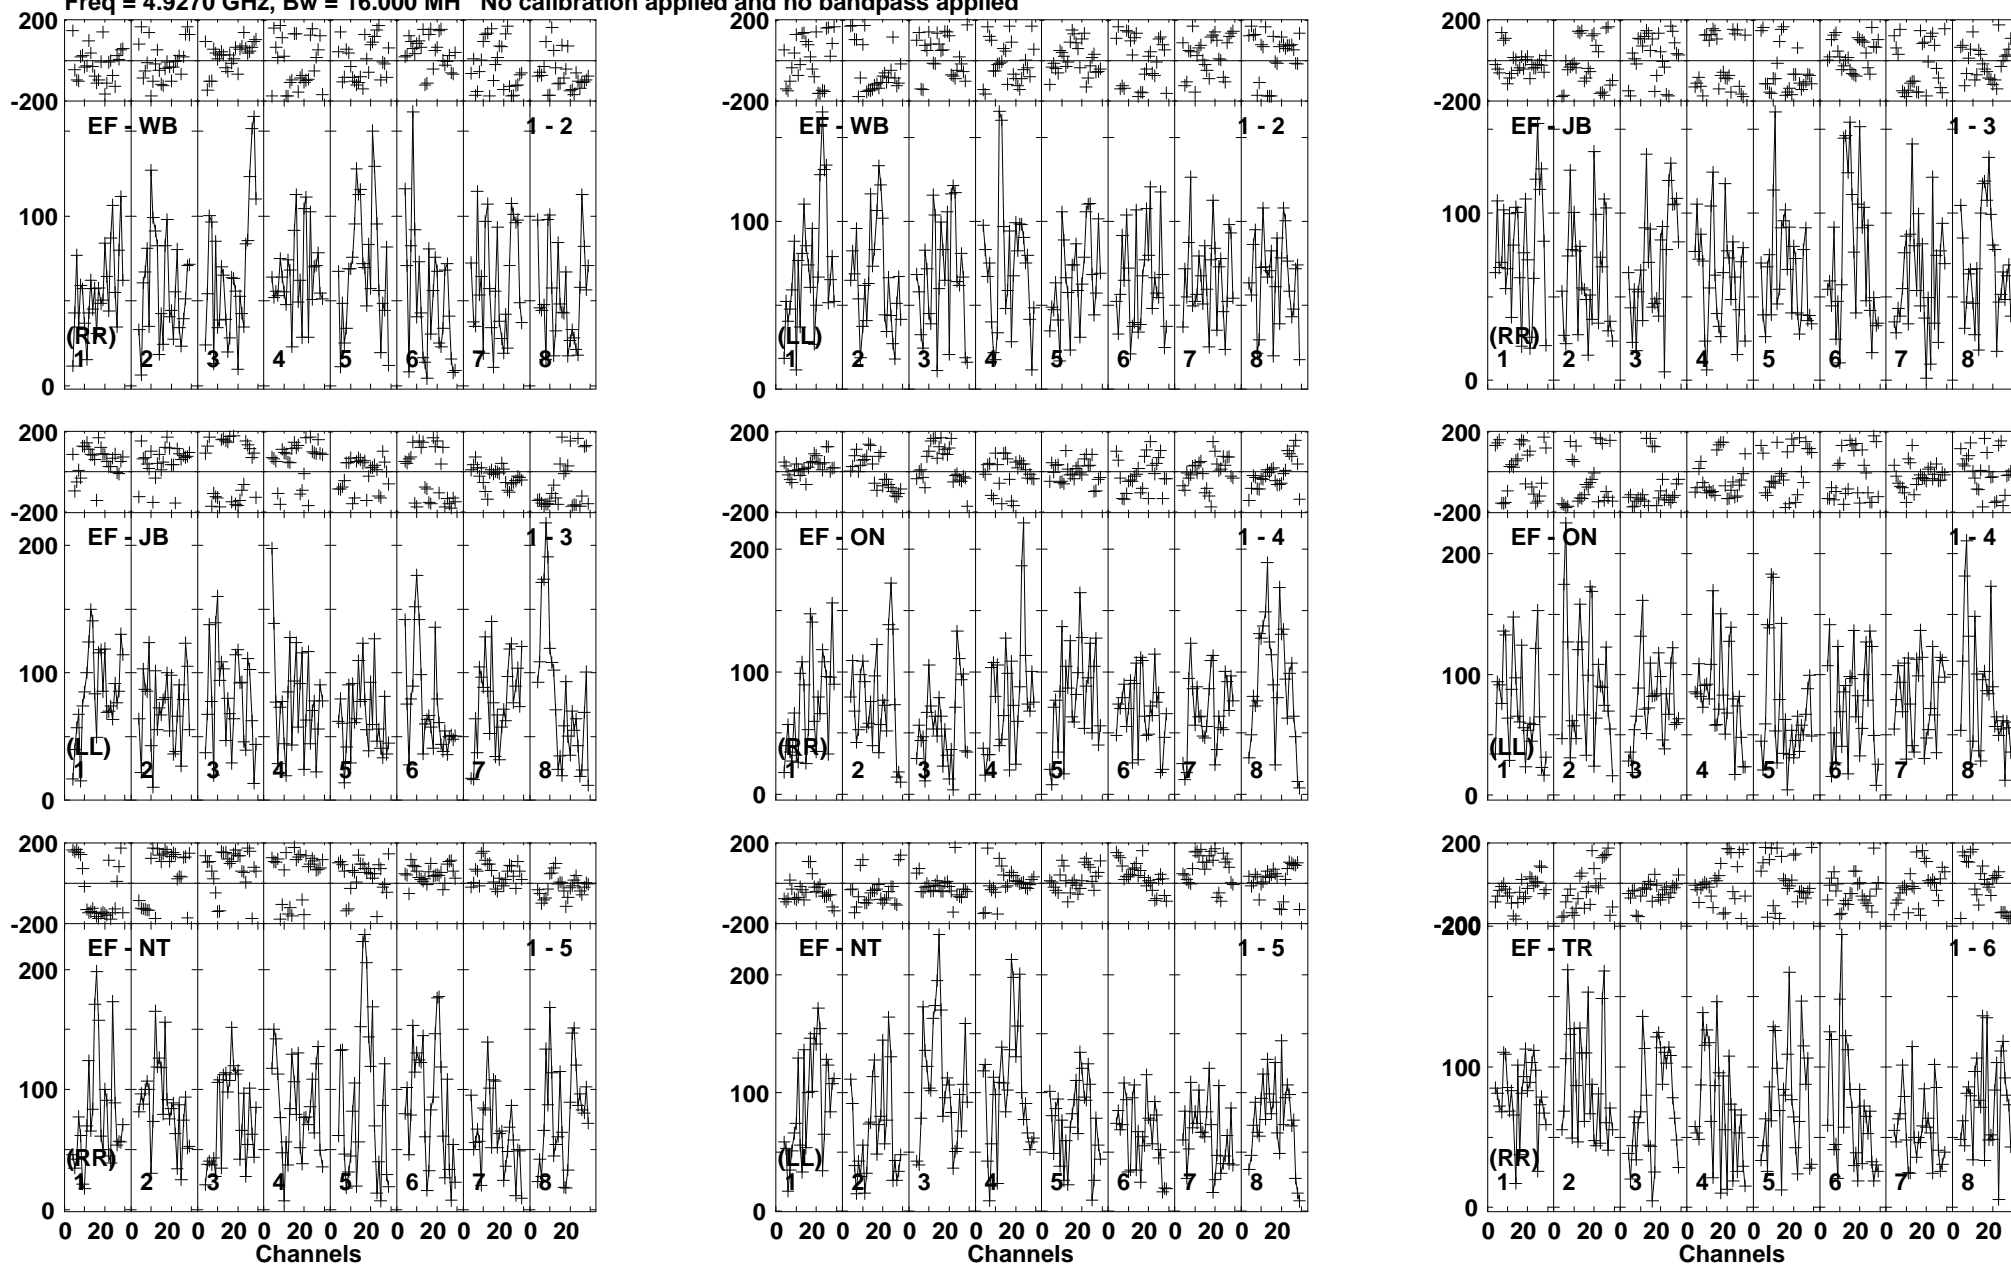 Freq = 4.9270 GHz, Bw = 16.000 MH No calibration applied and no bandpass applied
200 200 200
-200 -200 -200
EF - WB 1 - 2 EF - WB 1 - 2 EF - JB 1 - 3
100 100 100
(RR) (LL) (RR)
1 2 3 4 5 6 7 8 1 2 3 4 5 6 7 8 1 2 3 4 5 6 7 8
0 0 0
200 200 200
-200 -200 -200
EF - JB 1 - 3 EF - ON 1 - 4 EF - ON 1 - 4
200 200 200
100 100 100
(LL) (RR) (LL)
1 2 3 4 5 6 7 8 1 2 3 4 5 6 7 8 1 2 3 4 5 6 7 8
0 0 0
200 200 200
-200 -200 -200
200
EF - NT 1 - 5 EF - NT 1 - 5 EF - TR 1 - 6
200 200
100 100 100
(RR) (LL) (RR)
1 2 3 4 5 6 7 8 1 2 3 4 5 6 7 8 1 2 3 4 5 6 7 8
0 0 0
0 20 0 20 0 20 0 20 0 20 0 20 0 20 0 20 0 20 0 20 0 20 0 20 0 20 0 20 0 20 0 20 0 20 0 20 0 20 0 20 0 20 0 20 0 20 0 20
Channels Channels Channels